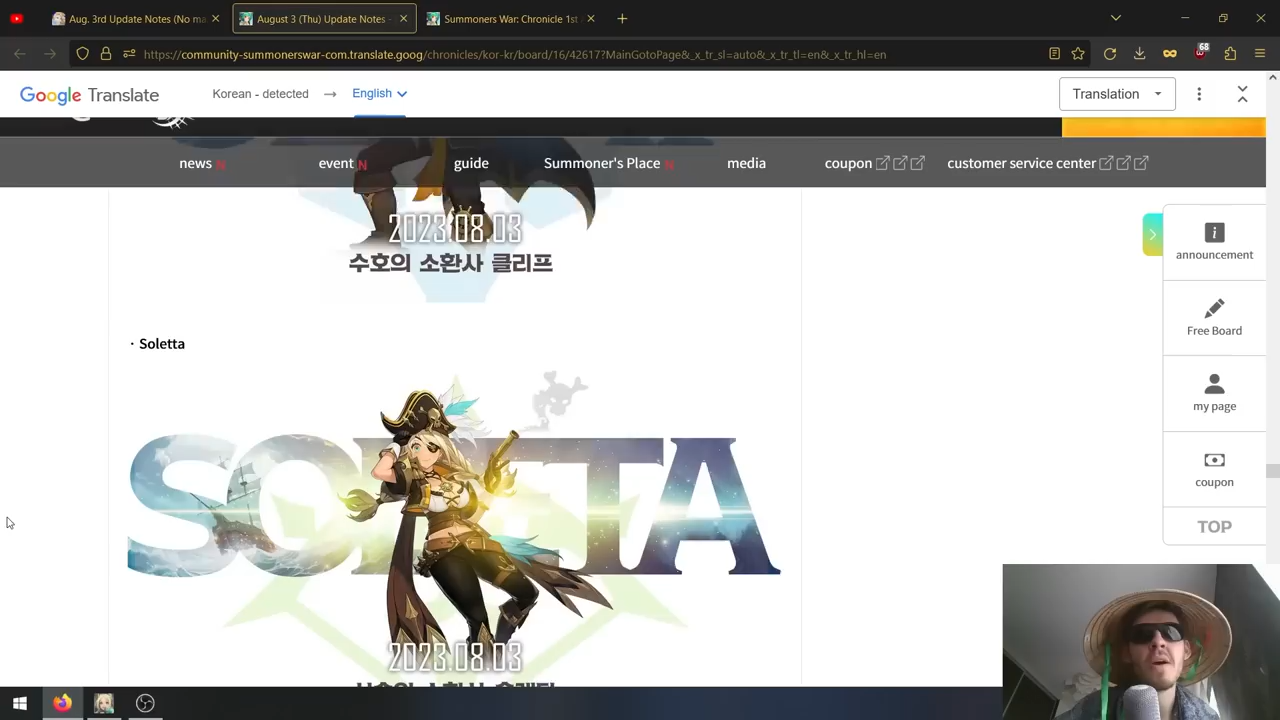 Aug. 3rd Update Notes (No ma
August 3 (Thu) Update Notes -
Summoners War: Chronicle 1st
https://community-summonerswar-com.translate.goog/chronicles/kor-kr/board/16/42617?MainGotoPage&_x_tr_sl=auto&_x_tr_tl=en&_x_tr_hl=en
68
Google Translate
Korean - detected
English
Translation
news N
event N
guide
Summoner's Place N
media
coupon
customer service center
2023.08.03
수호의 소환사 클리프
announcement
Free Board
my page
coupon
TOP
· Soletta
SOLETTA
2023.08.03